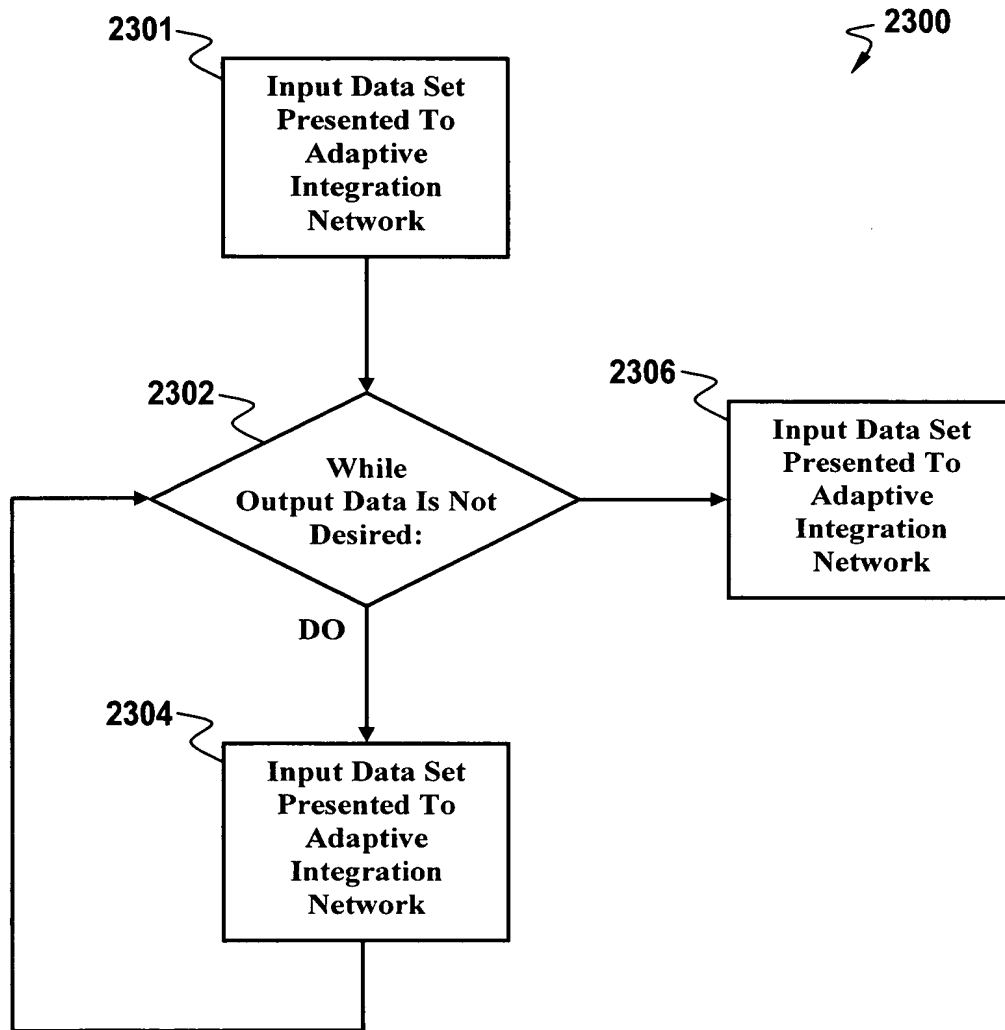 2301
2300
Input Data Set
Presented To
Adaptive
Integration
Network
2302
While
Output Data Is Not
Desired:
2306
Input Data Set
Presented To
Adaptive
Integration
Network
DO
2304
Input Data Set
Presented To
Adaptive
Integration
Network